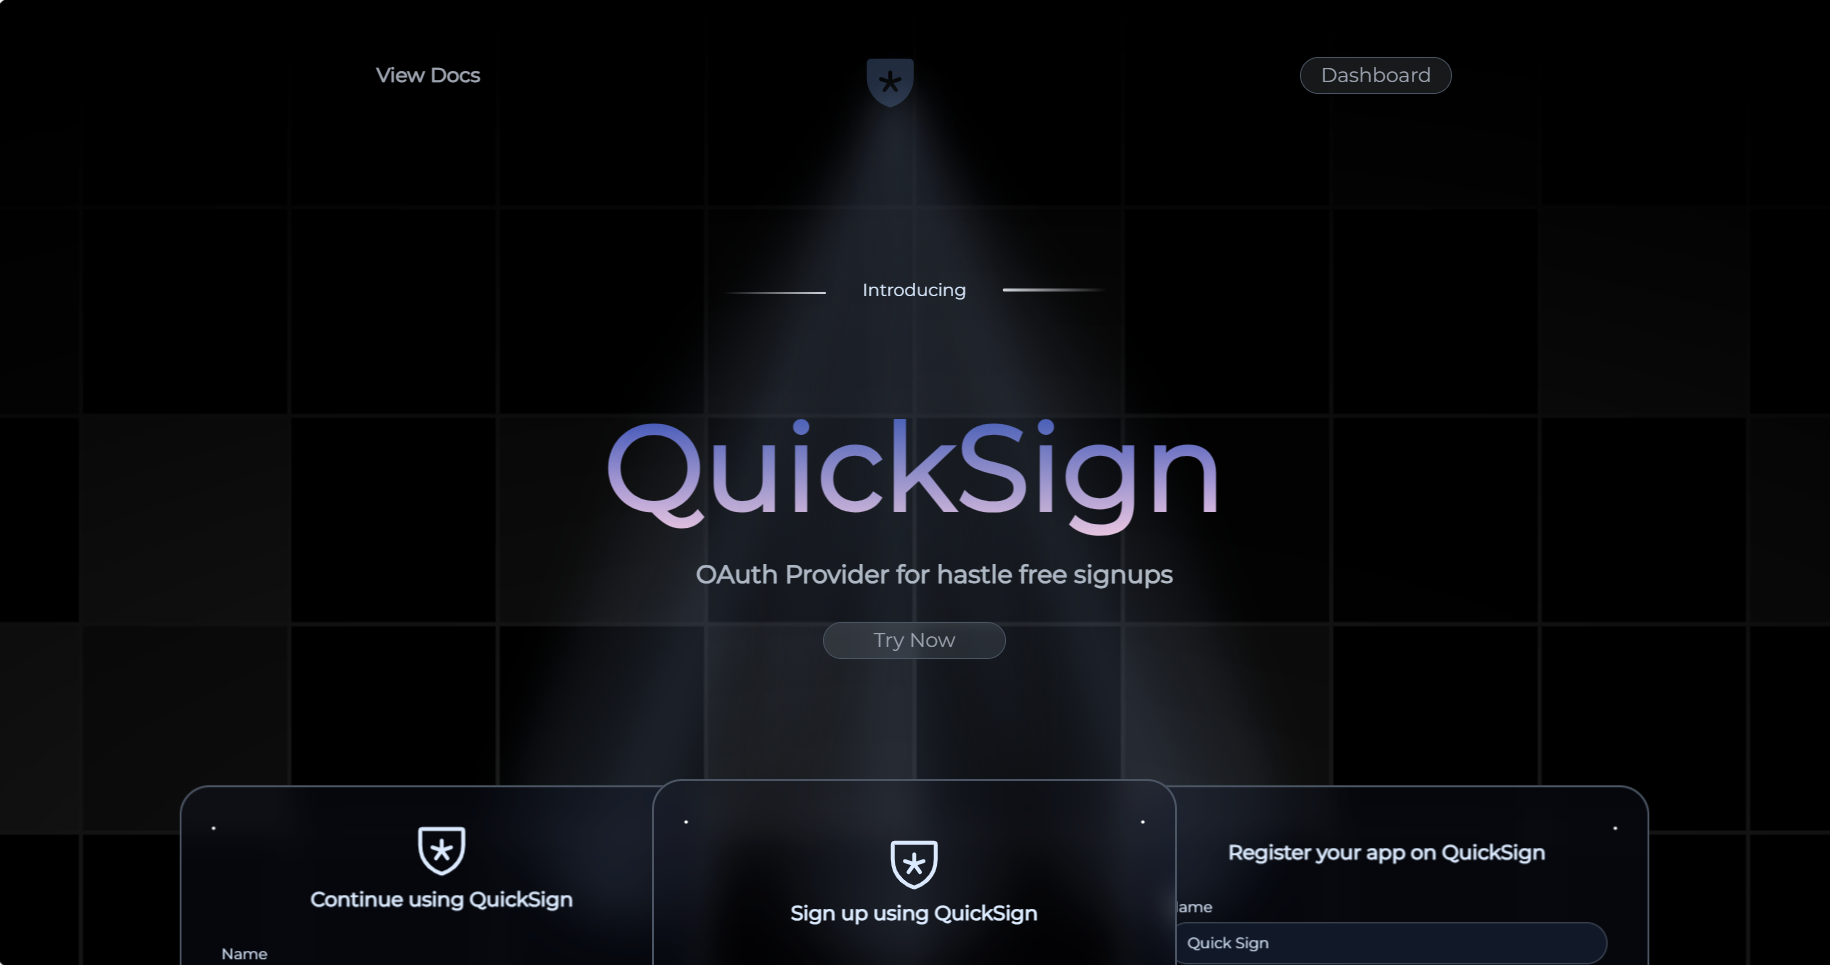 View Docs
Dashboard
Introducing
QuickSign
OAuth Provider for hastle free signups
Try Now
Continue using QuickSign
Name
Sign up using QuickSign
Register your app on QuickSign
ame
Quick Sign